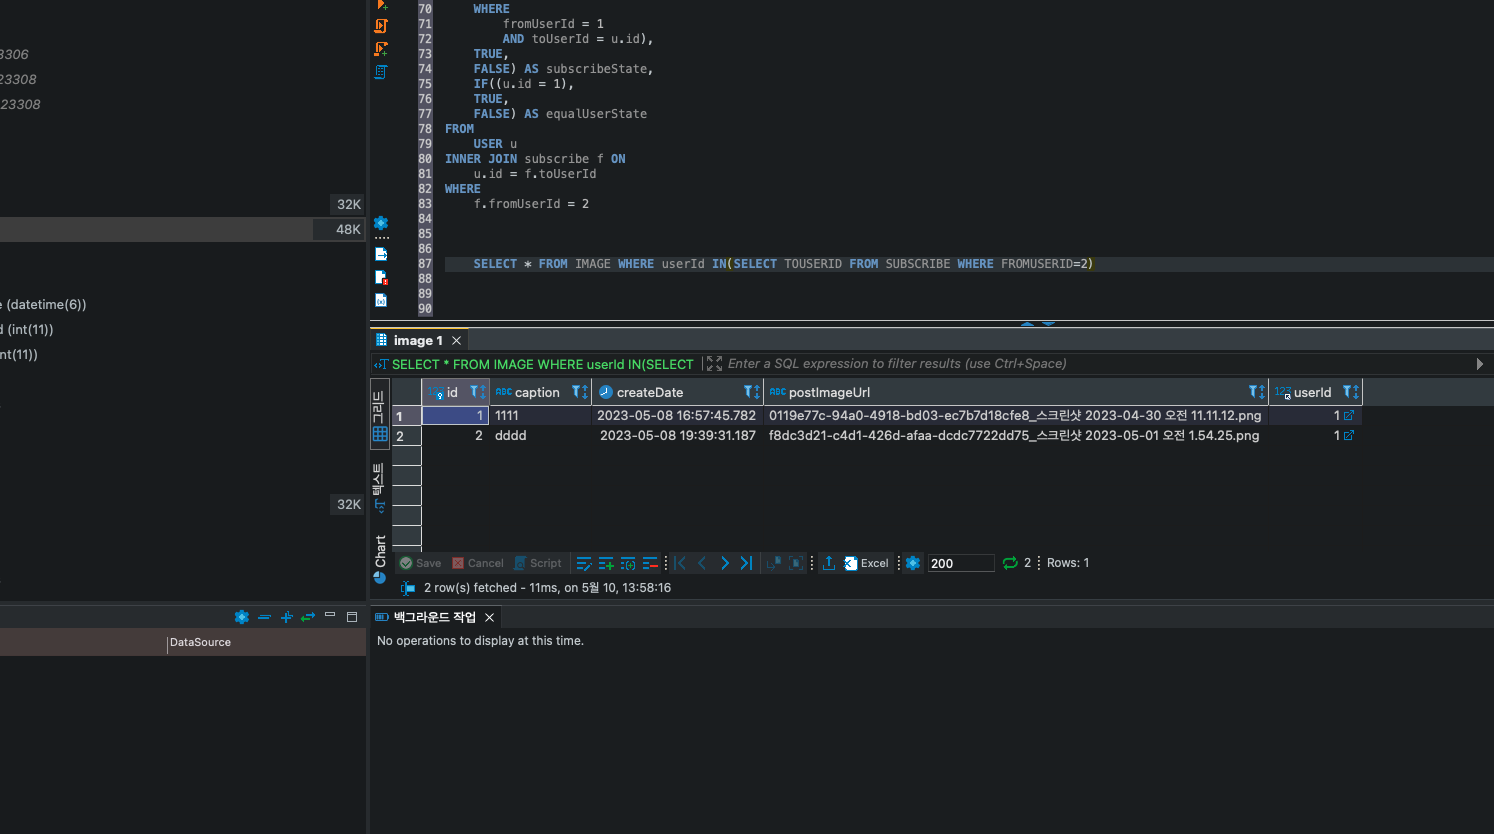 3306
23308
23308
32K
48K
e (datetime(6))
d (int(11))
nt(11))
32K
DataSource
70 WHERE
71 fromUserId = 1
72 AND toUserId = u.id),
73 TRUE,
74 FALSE) AS subscribeState,
75 IF((u.id = 1),
76 TRUE,
77 FALSE) AS equalUserState
78 FROM
79 USER u
80 INNER JOIN subscribe f ON
81 u.id = f.toUserId
82 WHERE
83 f.fromUserId = 2
84
85
86
87 SELECT * FROM IMAGE WHERE userId IN(SELECT TOUSERID FROM SUBSCRIBE WHERE FROMUSERID=2)
88
89
90
image 1
SELECT * FROM IMAGE WHERE userId IN(SELECT Enter a SQL expression to filter results (use Ctrl+Space)
그리드
텍스트
Chart
123 id ABC caption createDate ABC postImageUrl 123 userId
1 1 1111 2023-05-08 16:57:45.782 0119e77c-94a0-4918-bd03-ec7b7d18cfe8_스크린샷 2023-04-30 오전 11.11.12.png 1
2 2 dddd 2023-05-08 19:39:31.187 f8dc3d21-c4d1-426d-afaa-dcdc7722dd75_스크린샷 2023-05-01 오전 1.54.25.png 1
Save Cancel Script Excel 200 2 Rows: 1
2 row(s) fetched - 11ms, on 5월 10, 13:58:16
백그라운드 작업
No operations to display at this time.